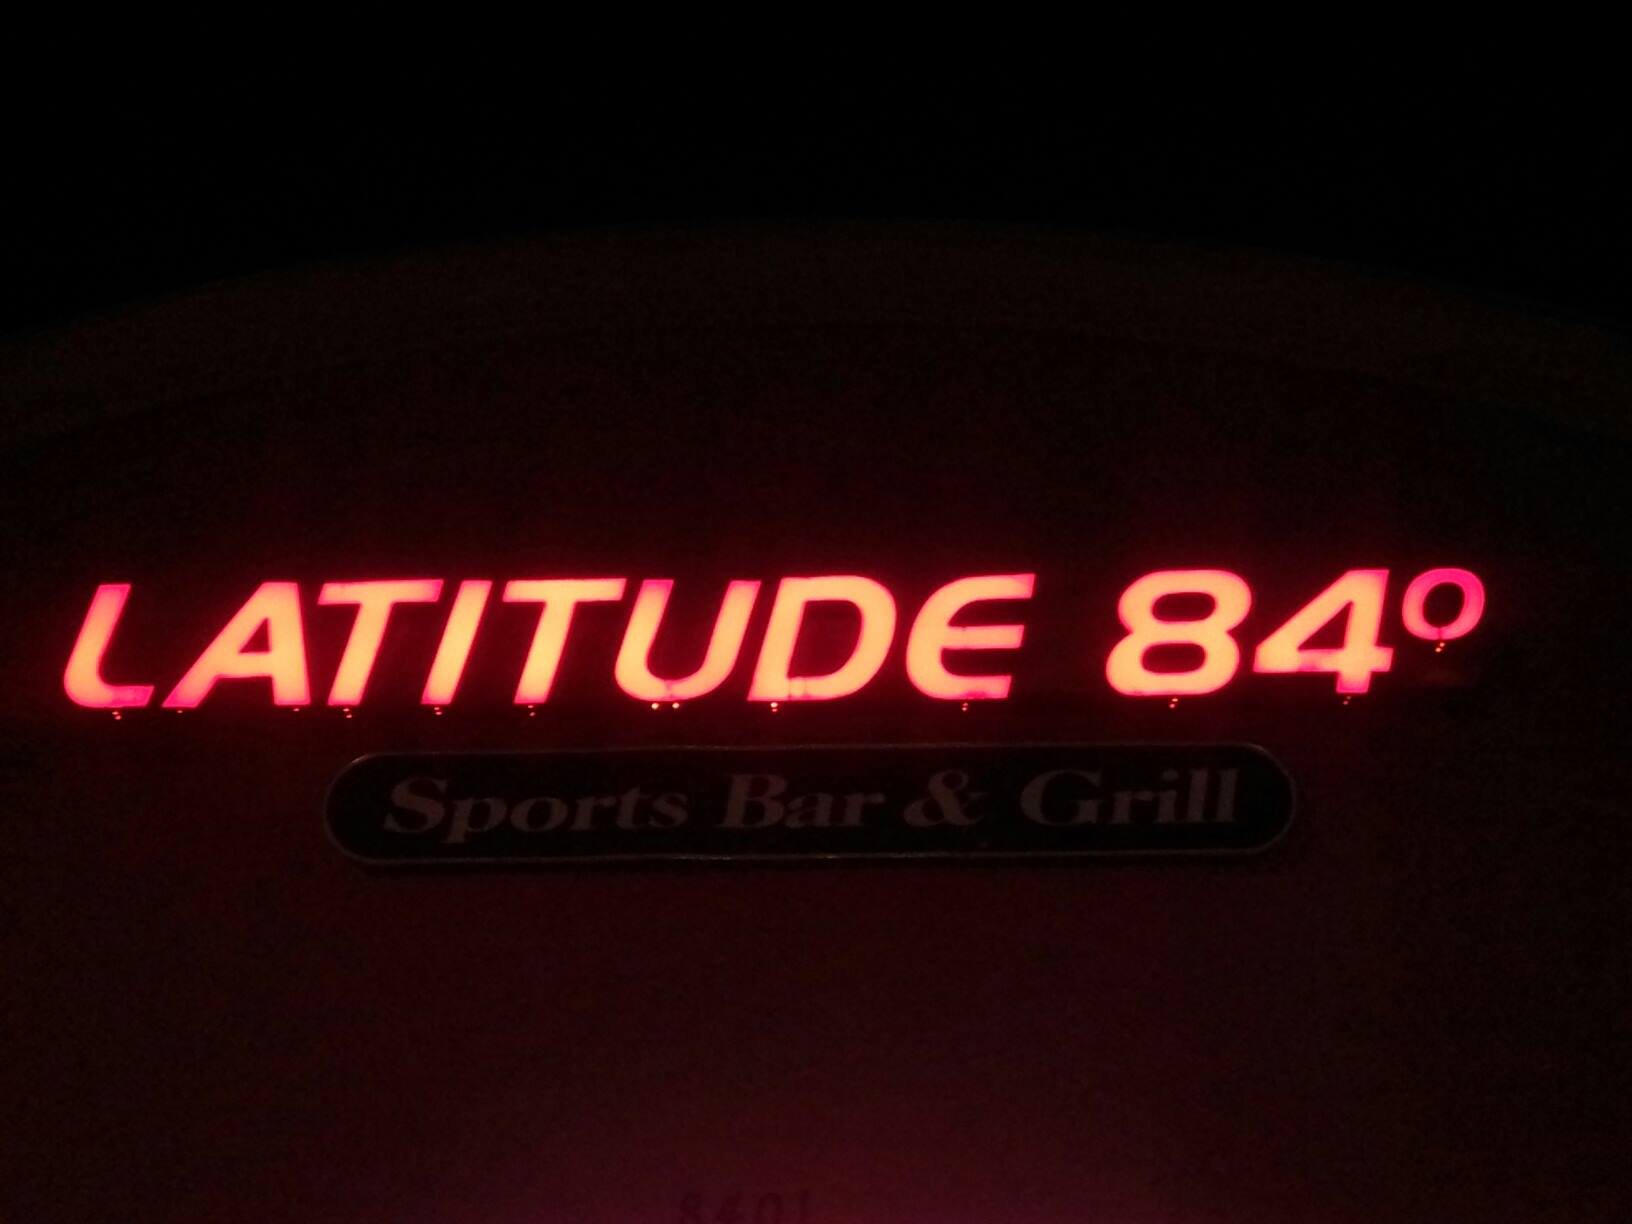 LATITUDE 84°
Sports Bar & Grill